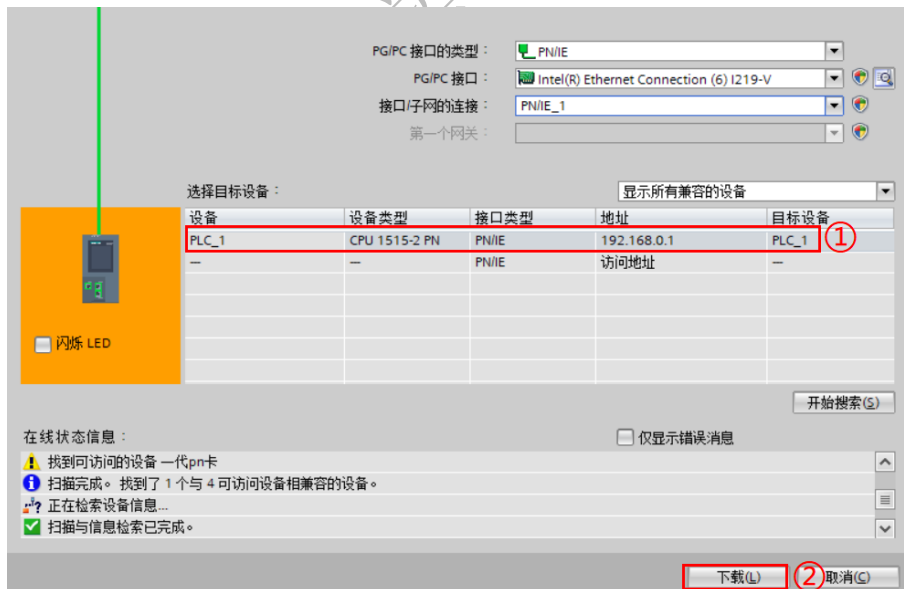 PG/PC 接口的类型： PN/IE
PG/PC 接口： Intel(R) Ethernet Connection (6) I219-V
接口/子网的连接： PN/IE_1
第一个网关：
选择目标设备： 显示所有兼容的设备
设备 设备类型 接口类型 地址 目标设备
PLC_1 CPU 1515-2 PN PN/IE 192.168.0.1 PLC_1 ①
— — PN/IE 访问地址 —
闪烁 LED
开始搜索(S)
在线状态信息： 仅显示错误消息
找到可访问的设备 一代pn卡
扫描完成。找到了 1 个与 4 可访问设备相兼容的设备。
正在检索设备信息...
扫描与信息检索已完成。
下载(L) ② 取消(C)